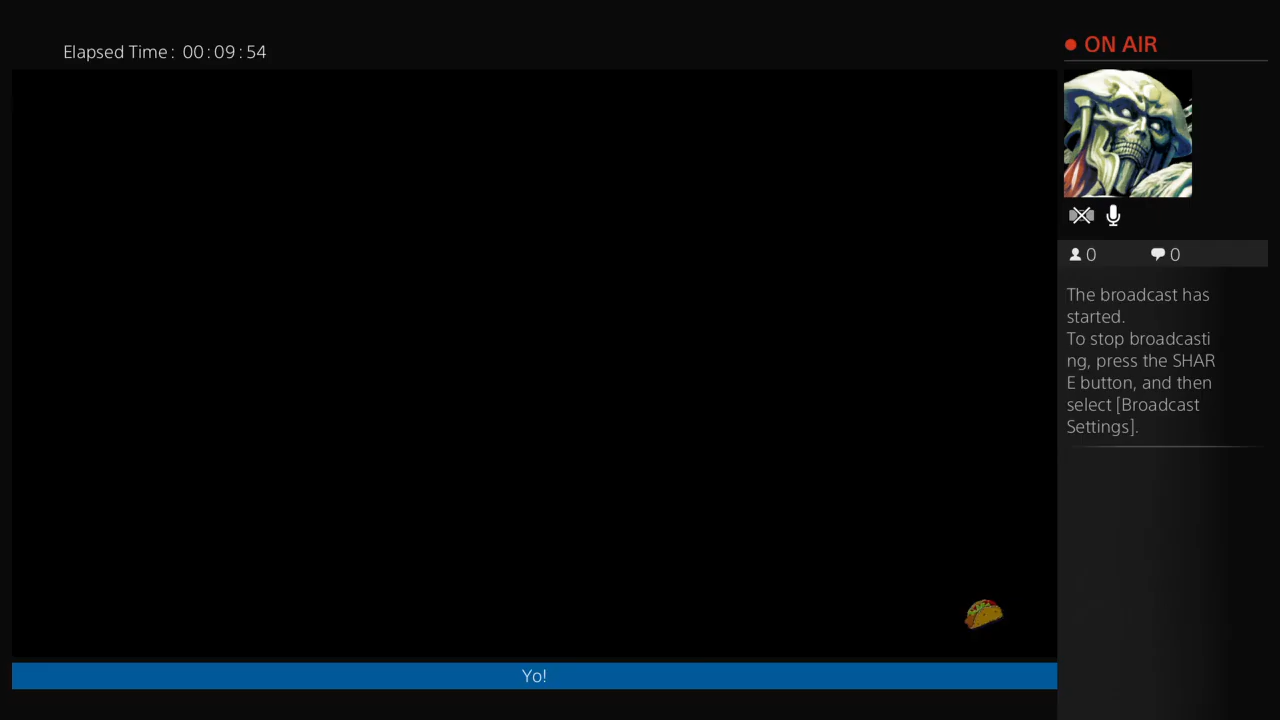 Elapsed Time: 00:09:54
ON AIR
0 0
The broadcast has
started.
To stop broadcasti
ng, press the SHAR
E button, and then
select [Broadcast
Settings].
Yo!